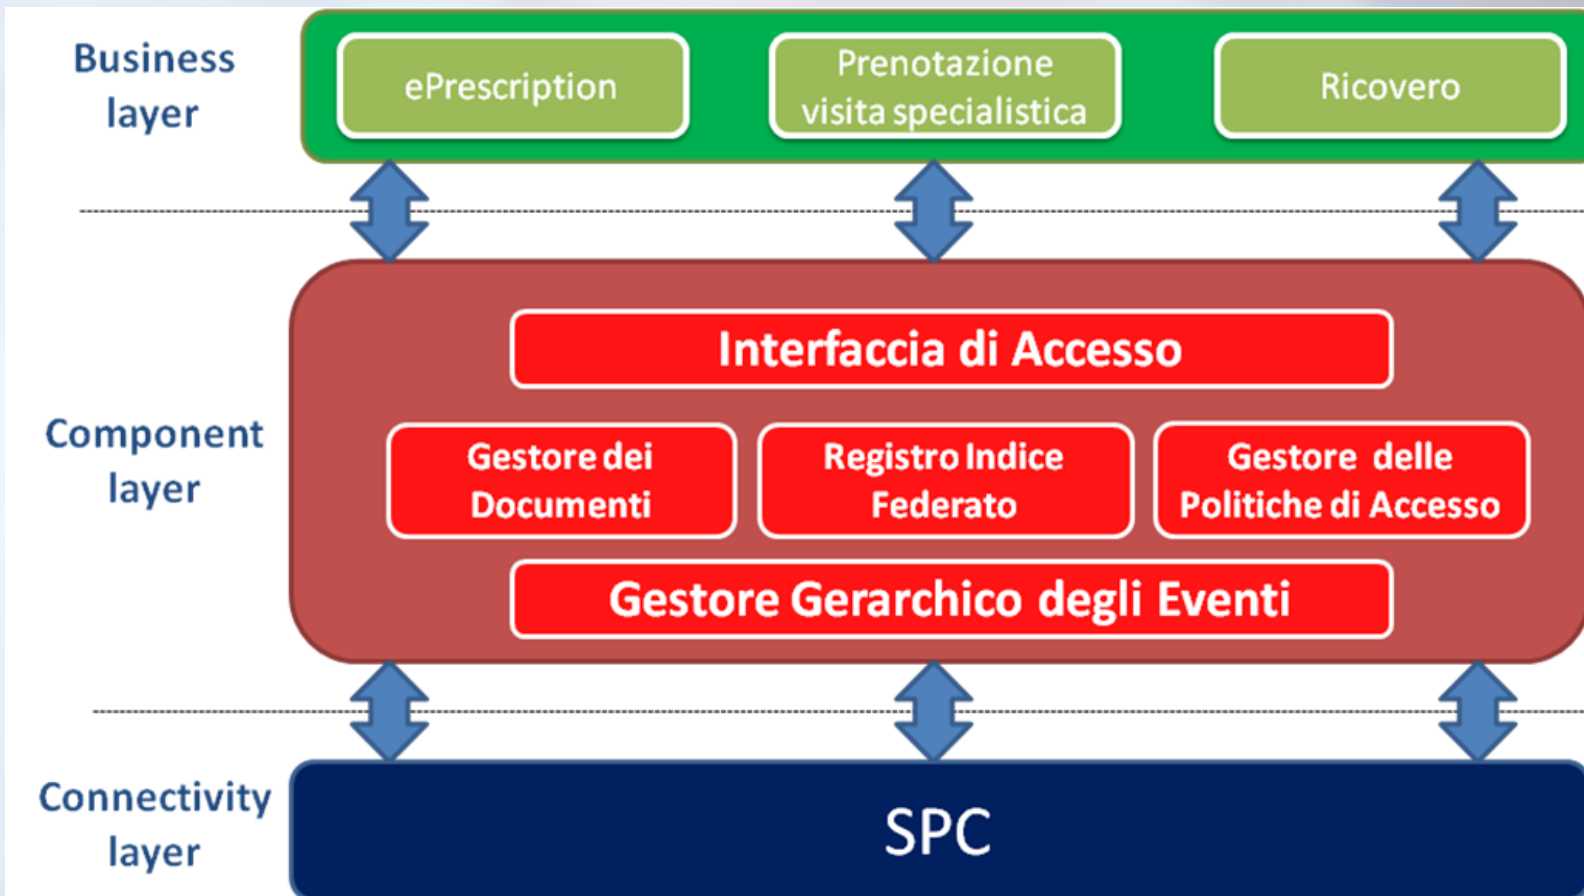 Business
layer
ePrescription
Prenotazione
visita specialistica
Ricovero
Component
layer
Interfaccia di Accesso
Gestore dei
Documenti
Registro Indice
Federato
Gestore delle
Politiche di Accesso
Gestore Gerarchico degli Eventi
Connectivity
layer
SPC